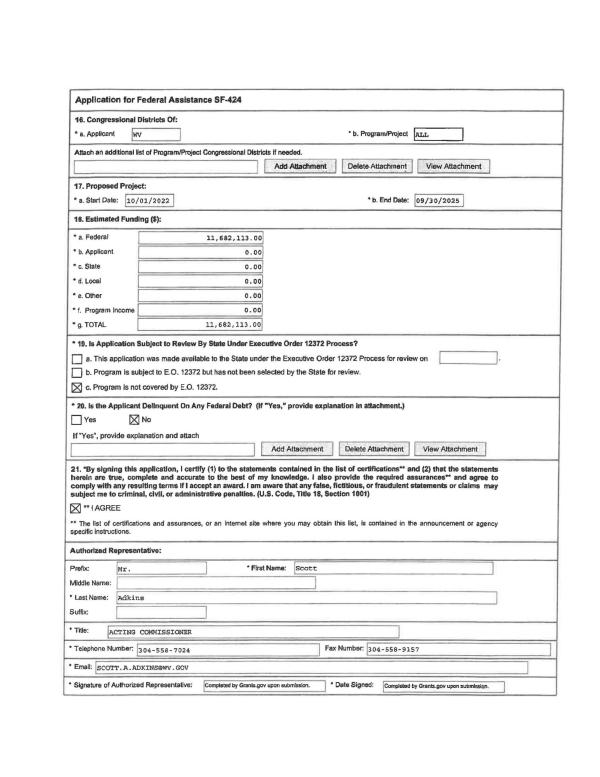 Application for Federal Assistance SF-424
16. Congressional Districts Of:
* a. Applicant WV * b. Program/Project ALL
Attach an additional list of Program/Project Congressional Districts if needed.
Add Attachment Delete Attachment View Attachment
17. Proposed Project:
* a. Start Date: 10/01/2022 * b. End Date: 09/30/2025
18. Estimated Funding ($):
* a. Federal 11,682,113.00
* b. Applicant 0.00
* c. State 0.00
* d. Local 0.00
* e. Other 0.00
* f. Program Income 0.00
* g. TOTAL 11,682,113.00
* 19. Is Application Subject to Review By State Under Executive Order 12372 Process?
a. This application was made available to the State under the Executive Order 12372 Process for review on .
b. Program is subject to E.O. 12372 but has not been selected by the State for review.
c. Program is not covered by E.O. 12372.
* 20. Is the Applicant Delinquent On Any Federal Debt? (If "Yes," provide explanation in attachment.)
Yes No
If "Yes", provide explanation and attach
Add Attachment Delete Attachment View Attachment
21. *By signing this application, I certify (1) to the statements contained in the list of certifications** and (2) that the statements
herein are true, complete and accurate to the best of my knowledge. I also provide the required assurances** and agree to
comply with any resulting terms if I accept an award. I am aware that any false, fictitious, or fraudulent statements or claims may
subject me to criminal, civil, or administrative penalties. (U.S. Code, Title 18, Section 1001)
** I AGREE
** The list of certifications and assurances, or an internet site where you may obtain this list, is contained in the announcement or agency
specific instructions.
Authorized Representative:
Prefix: Mr. * First Name: Scott
Middle Name:
* Last Name: Adkins
Suffix:
* Title: ACTING COMMISSIONER
* Telephone Number: 304-558-7024 Fax Number: 304-558-9157
* Email: SCOTT.A.ADKINS@WV.GOV
* Signature of Authorized Representative: Completed by Grants.gov upon submission. * Date Signed: Completed by Grants.gov upon submission.